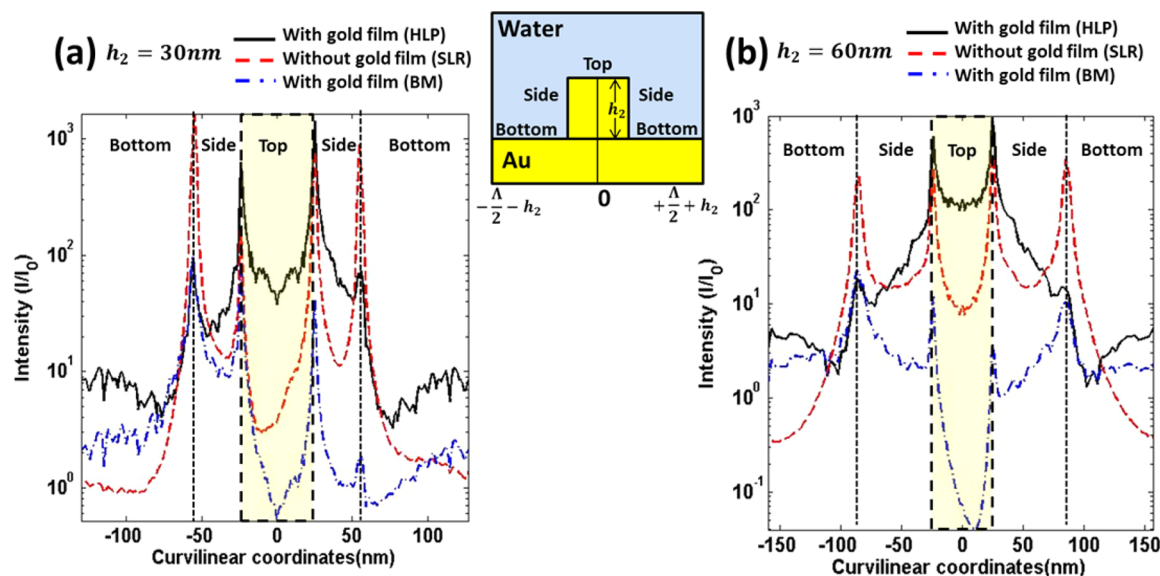 (a) h₂ = 30nm
With gold film (HLP)
Without gold film (SLR)
With gold film (BM)
Bottom Side Top Side Bottom
10³
10²
10¹
10⁰
Intensity (I/I₀)
-100 -50 0 50 100
Curvilinear coordinates(nm)
Water
Top
Side h₂ Side
Bottom Bottom
Au
-Λ/2 - h₂ 0 +Λ/2 + h₂
(b) h₂ = 60nm
With gold film (HLP)
Without gold film (SLR)
With gold film (BM)
Bottom Side Top Side Bottom
10³
10²
10¹
10⁰
10⁻¹
Intensity (I/I₀)
-150 -100 -50 0 50 100 150
Curvilinear coordinates(nm)